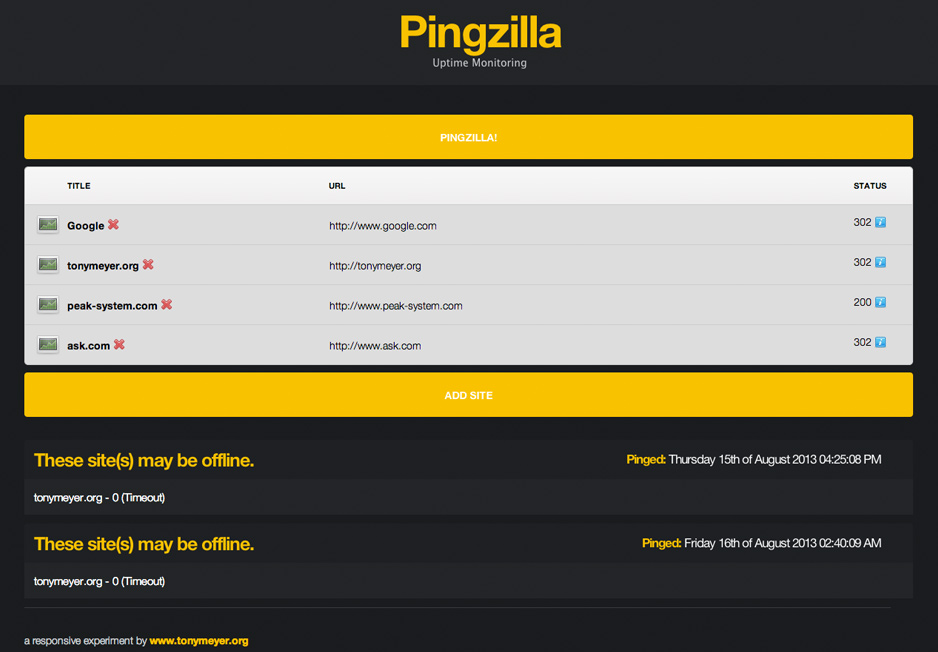 Pingzilla
Uptime Monitoring
PINGZILLA!
TITLE URL STATUS
Google http://www.google.com 302
tonymeyer.org http://tonymeyer.org 302
peak-system.com http://www.peak-system.com 200
ask.com http://www.ask.com 302
ADD SITE
These site(s) may be offline. Pinged: Thursday 15th of August 2013 04:25:08 PM
tonymeyer.org - 0 (Timeout)
These site(s) may be offline. Pinged: Friday 16th of August 2013 02:40:09 AM
tonymeyer.org - 0 (Timeout)
a responsive experiment by www.tonymeyer.org